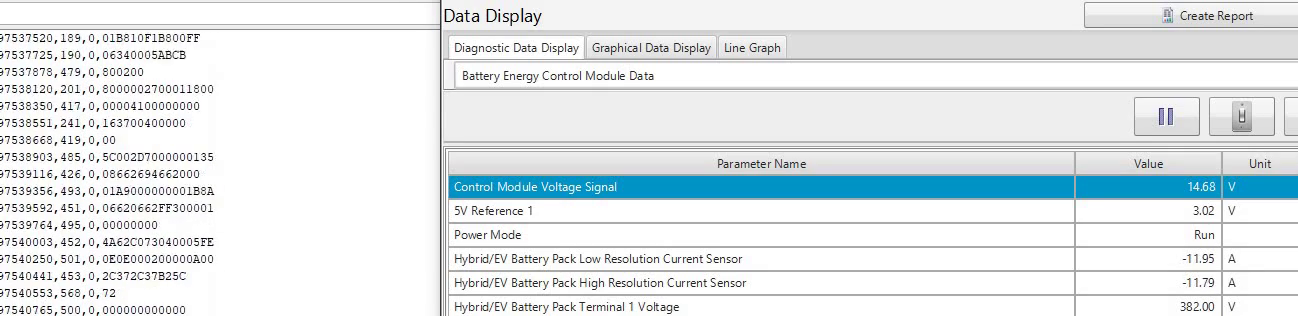 97537520,189,0,01B810F1B800FF
97537725,190,0,06340005ABCB
97537878,479,0,800200
97538120,201,0,8000002700011800
97538350,417,0,00004100000000
97538551,241,0,163700400000
97538668,419,0,00
97538903,485,0,5C002D7000000135
97539116,426,0,08662694662000
97539356,493,0,01A9000000001B8A
97539592,451,0,06620662FF300001
97539764,495,0,00000000
97540003,452,0,4A62C073040005FE
97540250,501,0,0E0E000200000A00
97540441,453,0,2C372C37B25C
97540553,568,0,72
97540765,500,0,000000000000
Data Display
Create Report
Diagnostic Data Display Graphical Data Display Line Graph
Battery Energy Control Module Data
Parameter Name Value Unit
Control Module Voltage Signal 14.68 V
5V Reference 1 3.02 V
Power Mode Run
Hybrid/EV Battery Pack Low Resolution Current Sensor -11.95 A
Hybrid/EV Battery Pack High Resolution Current Sensor -11.79 A
Hybrid/EV Battery Pack Terminal 1 Voltage 382.00 V